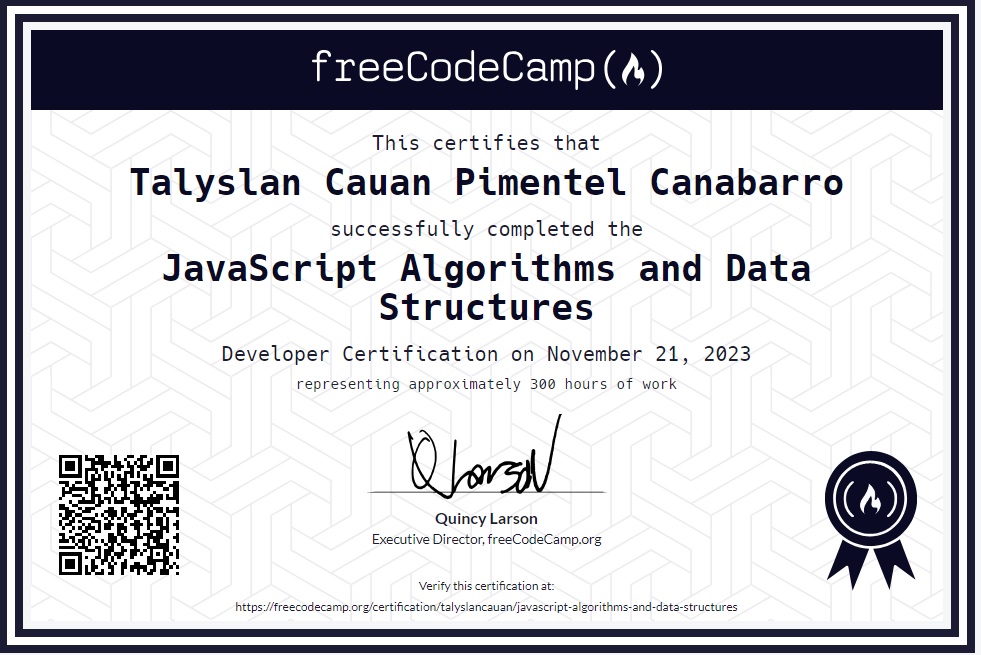 freeCodeCamp
This certifies that
Talyslan Cauan Pimentel Canabarro
successfully completed the
JavaScript Algorithms and Data
Structures
Developer Certification on November 21, 2023
representing approximately 300 hours of work
QLarson
Quincy Larson
Executive Director, freeCodeCamp.org
Verify this certification at:
https://freecodecamp.org/certification/talyslancauan/javascript-algorithms-and-data-structures